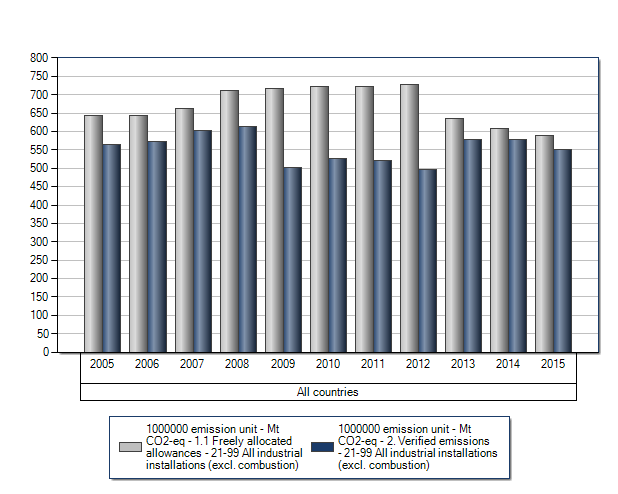 800
750
700
650
600
550
500
450
400
350
300
250
200
150
100
50
0
2005 2006 2007 2008 2009 2010 2011 2012 2013 2014 2015
All countries
1000000 emission unit - Mt
CO2-eq - 1.1 Freely allocated
allowances - 21-99 All industrial
installations (excl. combustion)
1000000 emission unit - Mt
CO2-eq - 2. Verified emissions
- 21-99 All industrial installations
(excl. combustion)